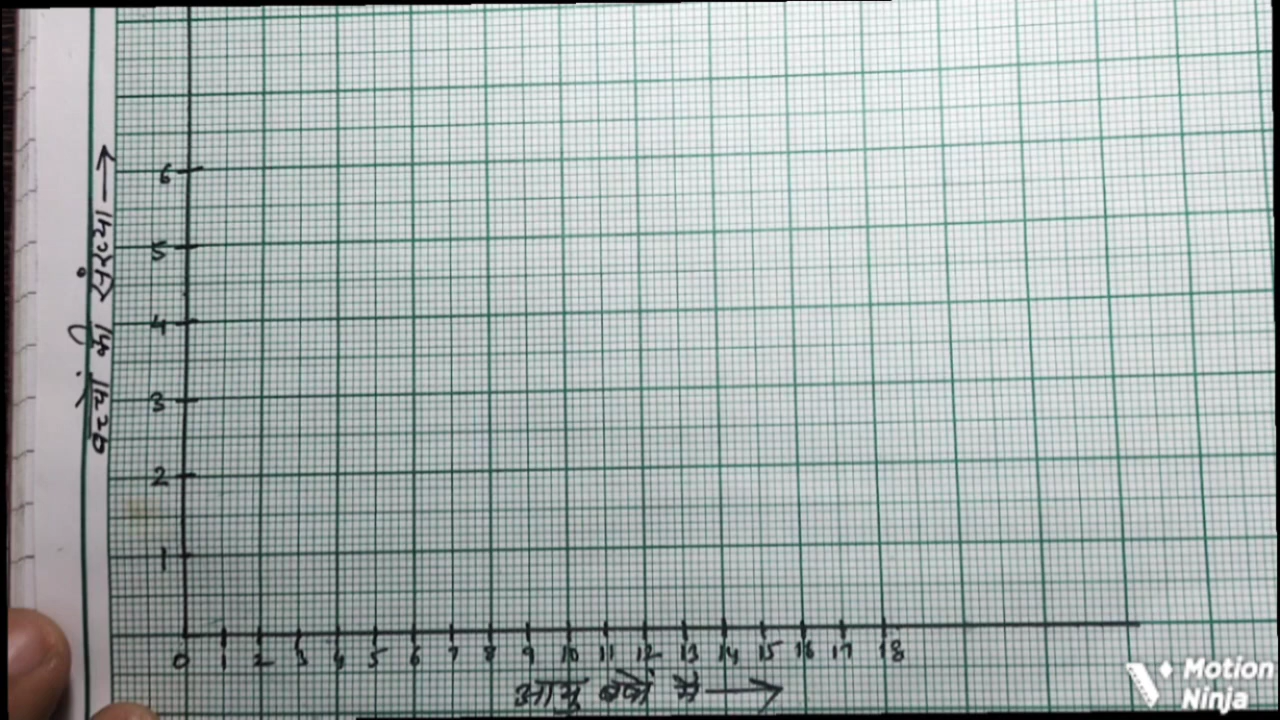 6
5
4
3
2
1
0 1 2 3 4 5 6 7 8 9 10 11 12 13 14 15 16 17 18
बच्चों की संख्या →
आयु वर्षो में →
Motion
Ninja